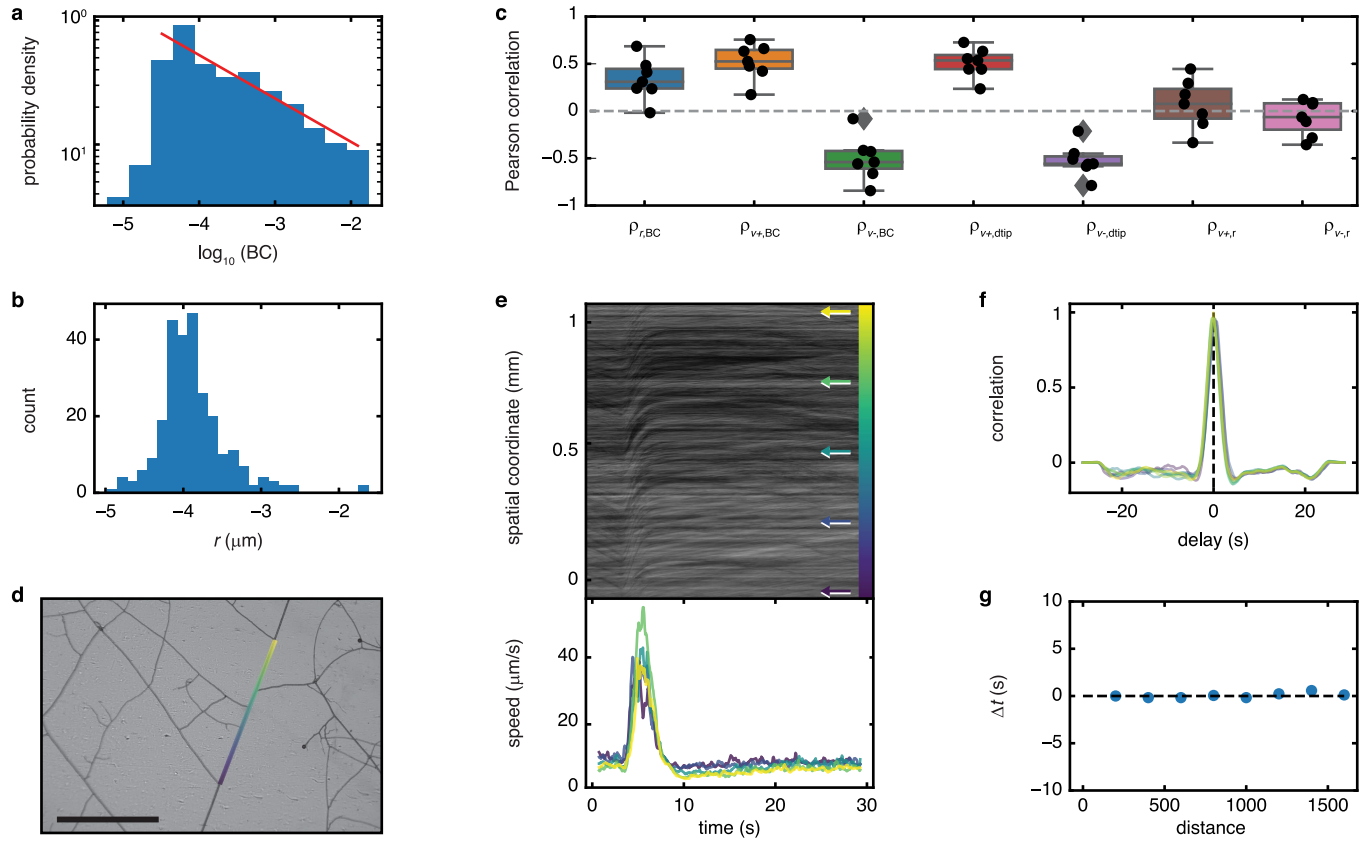 a
probability density
10⁰
10¹
−5
−4
−3
−2
log₁₀ (BC)
b
count
40
20
0
−5
−4
−3
−2
r (μm)
c
Pearson correlation
1
0.5
0
−0.5
−1
ρr,BC
ρv+,BC
ρv-,BC
ρv+,dtip
ρv-,dtip
ρv+,r
ρv-,r
d
e
spatial coordinate (mm)
1
0.5
0
speed (μm/s)
40
20
0
0
10
20
30
time (s)
f
correlation
1
0.5
0
−20
0
20
delay (s)
g
Δt (s)
10
5
0
−5
−10
0
500
1000
1500
distance